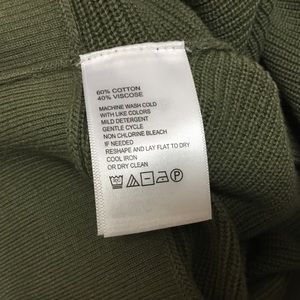 60% COTTON
40% VISCOSE
MACHINE WASH COLD
WITH LIKE COLORS
MILD DETERGENT
GENTLE CYCLE
NON CHLORINE BLEACH
IF NEEDED
RESHAPE AND LAY FLAT TO DRY
COOL IRON
OR DRY CLEAN
P